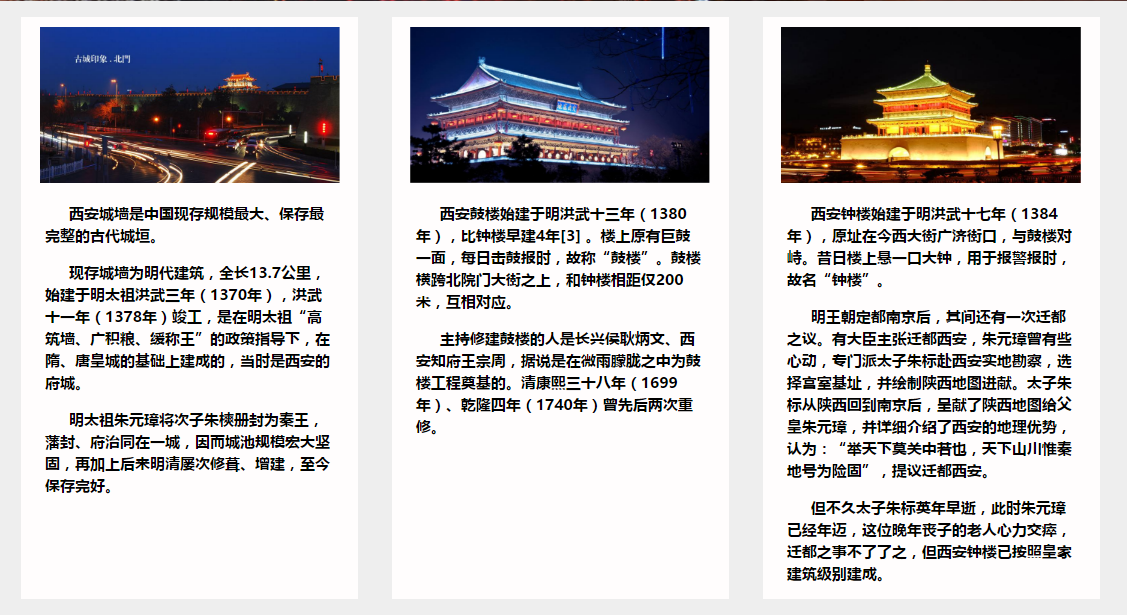 古城印象 . 北門
西安城墙是中国现存规模最大、保存最
完整的古代城垣。
现存城墙为明代建筑，全长13.7公里，
始建于明太祖洪武三年（1370年），洪武
十一年（1378年）竣工，是在明太祖“高
筑墙、广积粮、缓称王”的政策指导下，在
隋、唐皇城的基础上建成的，当时是西安的
府城。
明太祖朱元璋将次子朱樉册封为秦王，
藩封、府治同在一城，因而城池规模宏大坚
固，再加上后来明清屡次修葺、增建，至今
保存完好。
西安鼓楼始建于明洪武十三年（1380
年），比钟楼早建4年[3] 。楼上原有巨鼓
一面，每日击鼓报时，故称“鼓楼”。鼓楼
横跨北院门大街之上，和钟楼相距仅200
米，互相对应。
主持修建鼓楼的人是长兴侯耿炳文、西
安知府王宗周，据说是在微雨朦胧之中为鼓
楼工程奠基的。清康熙三十八年（1699
年）、乾隆四年（1740年）曾先后两次重
修。
西安钟楼始建于明洪武十七年（1384
年），原址在今西大街广济街口，与鼓楼对
峙。昔日楼上悬一口大钟，用于报警报时，
故名“钟楼”。
明王朝定都南京后，其间还有一次迁都
之议。有大臣主张迁都西安，朱元璋曾有些
心动，专门派太子朱标赴西安实地勘察，选
择宫室基址，并绘制陕西地图进献。太子朱
标从陕西回到南京后，呈献了陕西地图给父
皇朱元璋，并详细介绍了西安的地理优势，
认为：“举天下莫关中若也，天下山川惟秦
地号为险固”，提议迁都西安。
但不久太子朱标英年早逝，此时朱元璋
已经年迈，这位晚年丧子的老人心力交瘁，
迁都之事不了了之，但西安钟楼已按照皇家
建筑级别建成。